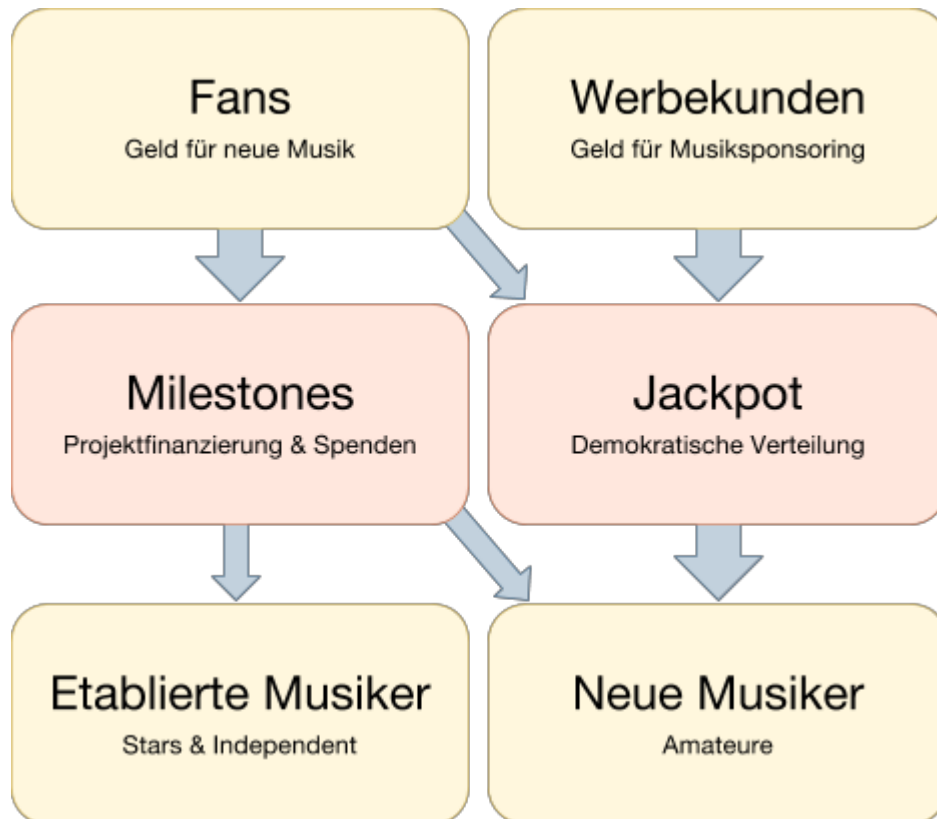 Fans
Geld für neue Musik
Werbekunden
Geld für Musiksponsoring
Milestones
Projektfinanzierung & Spenden
Jackpot
Demokratische Verteilung
Etablierte Musiker
Stars & Independent
Neue Musiker
Amateure